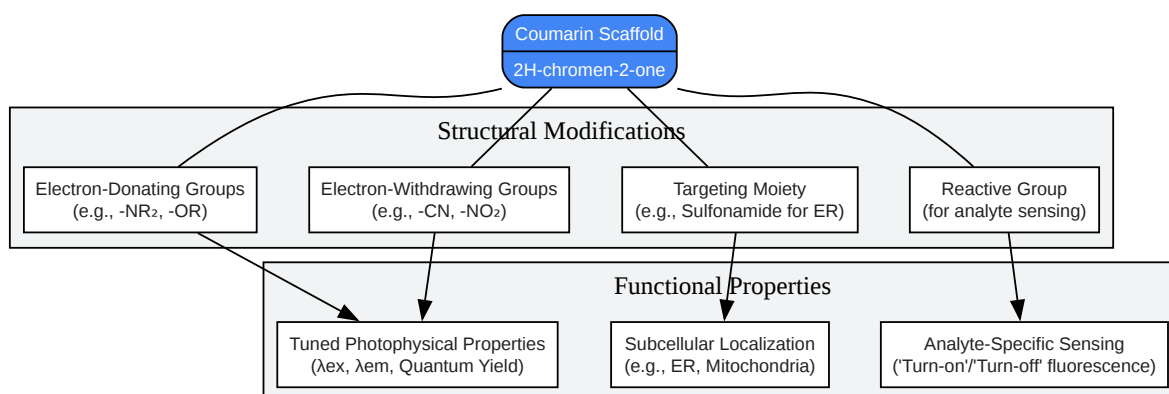 Coumarin Scaffold
2H-chromen-2-one
Structural Modifications
Electron-Donating Groups
(e.g., -NR₂, -OR)
Electron-Withdrawing Groups
(e.g., -CN, -NO₂)
Targeting Moiety
(e.g., Sulfonamide for ER)
Reactive Group
(for analyte sensing)
Functional Properties
Tuned Photophysical Properties
(λex, λem, Quantum Yield)
Subcellular Localization
(e.g., ER, Mitochondria)
Analyte-Specific Sensing
('Turn-on'/'Turn-off' fluorescence)